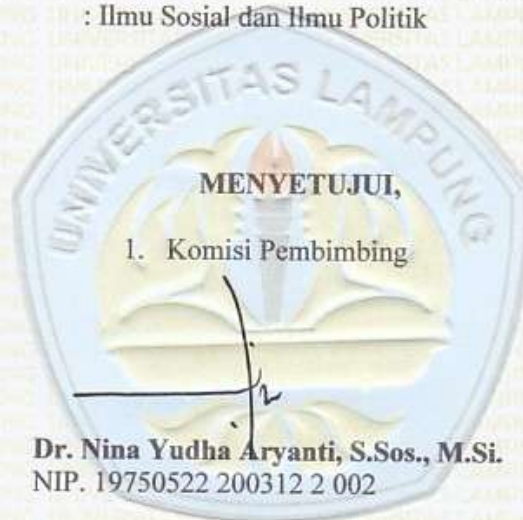 : Ilmu Sosial dan Ilmu Politik
UNIVERSITAS LAMPUNG
MENYETUJUI,
1. Komisi Pembimbing
Dr. Nina Yudha Aryanti, S.Sos., M.Si.
NIP. 19750522 200312 2 002